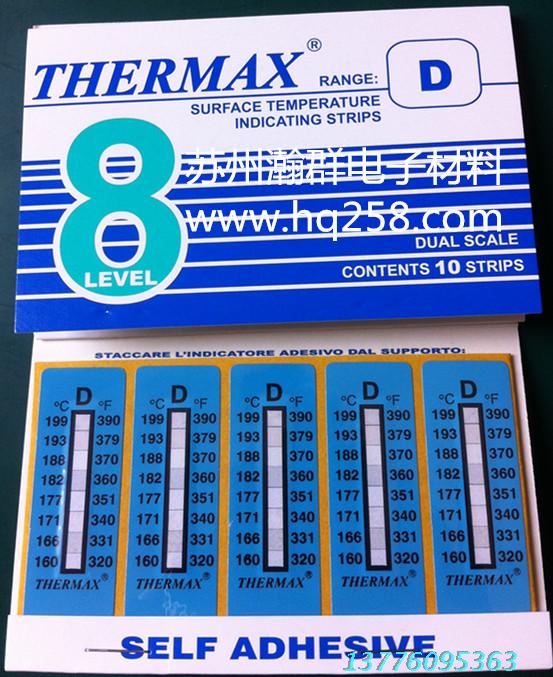 THERMAX®
RANGE: D
SURFACE TEMPERATURE
INDICATING STRIPS
8
LEVEL
苏州瀚群电子材料
www.hq258.com
DUAL SCALE
CONTENTS 10 STRIPS
STACCARE L'INDICATORE ADESIVO DAL SUPPORTO:
°C D °F °C D °F °C D °F °C D °F °C D °F
199 390 199 390 199 390 199 390 199 390
193 379 193 379 193 379 193 379 193 379
188 370 188 370 188 370 188 370 188 370
182 360 182 360 182 360 182 360 182 360
177 351 177 351 177 351 177 351 177 351
171 340 171 340 171 340 171 340 171 340
166 331 166 331 166 331 166 331 166 331
160 320 160 320 160 320 160 320 160 320
THERMAX® THERMAX® THERMAX® THERMAX® THERMAX®
SELF ADHESIVE
13776095363